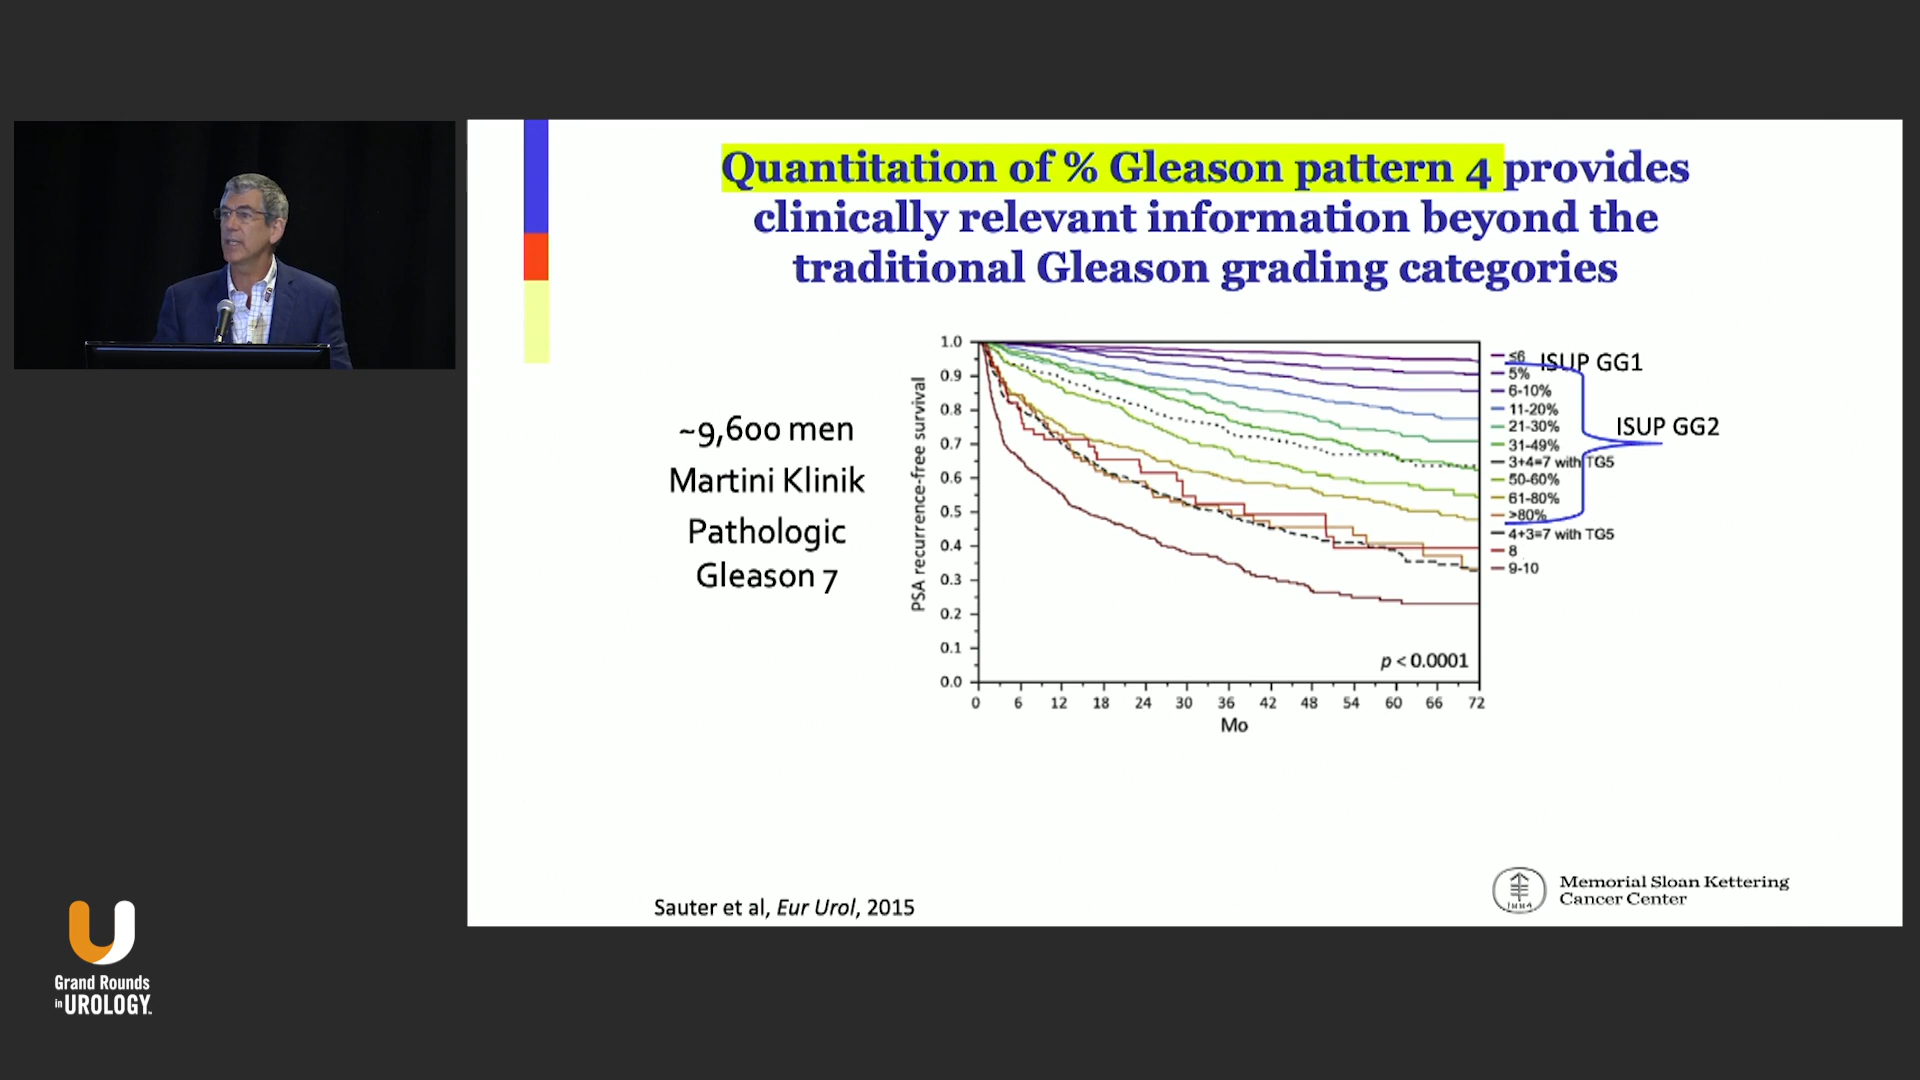 Quantitation of % Gleason pattern 4 provides
clinically relevant information beyond the
traditional Gleason grading categories
~9,600 men
Martini Klinik
Pathologic
Gleason 7
PSA recurrence-free survival
1.0
0.9
0.8
0.7
0.6
0.5
0.4
0.3
0.2
0.1
0.0
p < 0.0001
0 6 12 18 24 30 36 42 48 54 60 66 72
Mo
≤6
5%
6-10%
11-20%
21-30%
31-49%
3+4=7 with TG5
50-60%
61-80%
>80%
4+3=7 with TG5
8
9-10
ISUP GG1
ISUP GG2
Sauter et al, Eur Urol, 2015
Memorial Sloan Kettering
Cancer Center
Grand Rounds
in UROLOGY